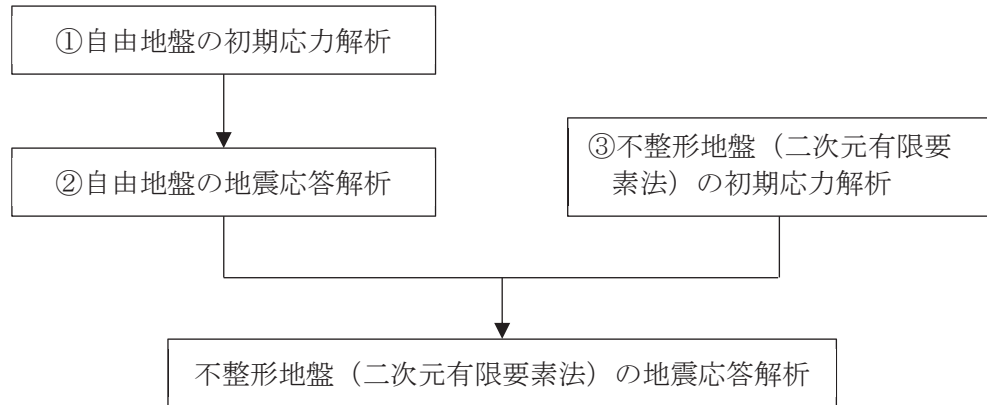 ①自由地盤の初期応力解析
②自由地盤の地震応答解析
③不整形地盤（二次元有限要
素法）の初期応力解析
不整形地盤（二次元有限要素法）の地震応答解析